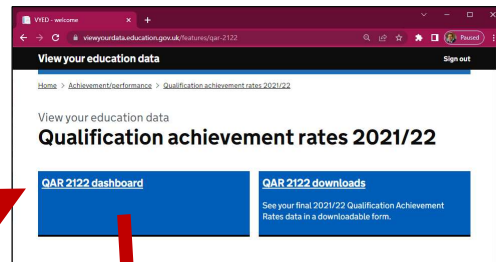 VYED - welcome
viewyourdata.education.gov.uk/features/qar-2122
Paused
View your education data
Sign out
Home > Achievement/performance > Qualification achievement rates 2021/22
View your education data
Qualification achievement rates 2021/22
QAR 2122 dashboard
QAR 2122 downloads
See your final 2021/22 Qualification Achievement
Rates data in a downloadable form.